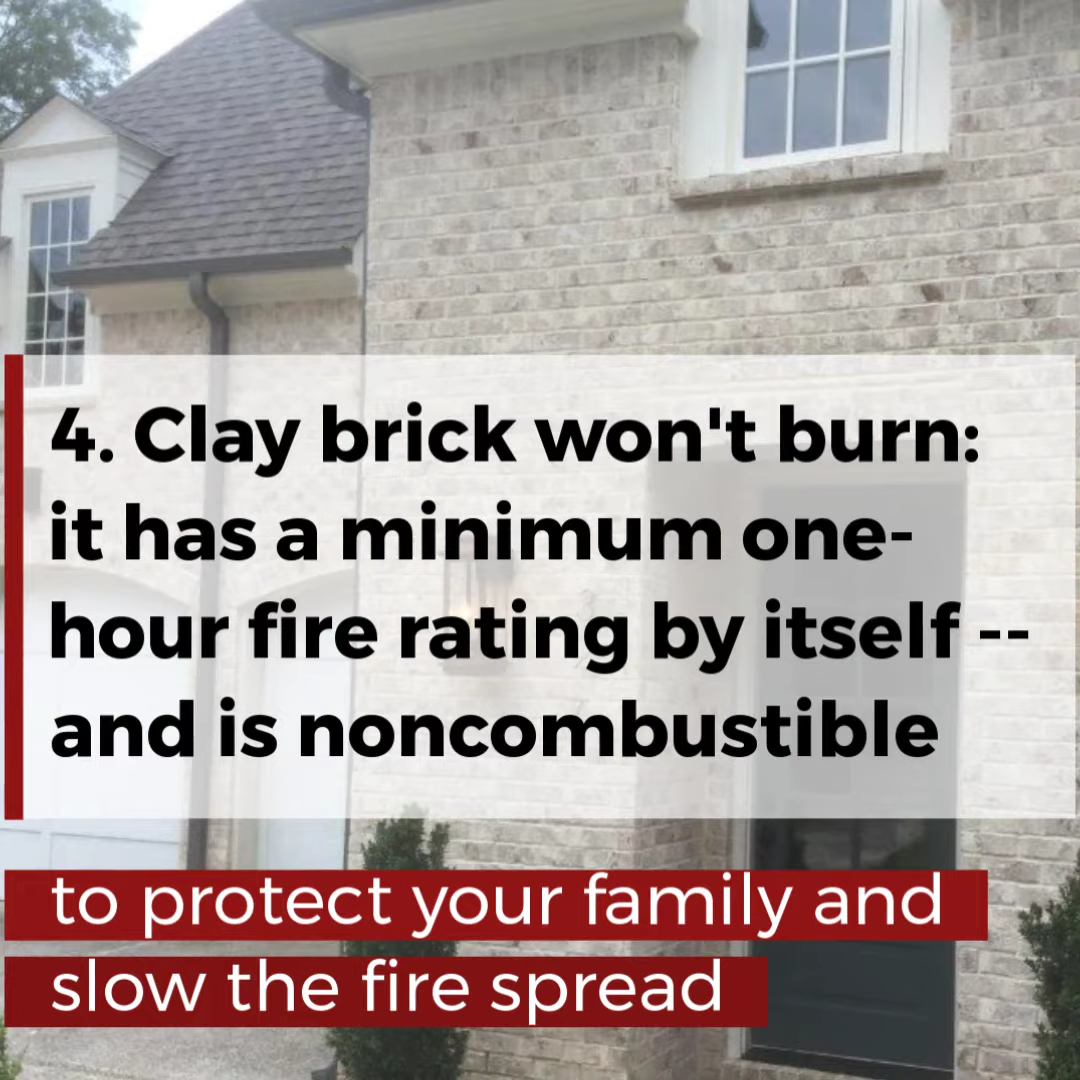 4. Clay brick won't burn:
it has a minimum one-
hour fire rating by itself --
and is noncombustible
to protect your family and
slow the fire spread